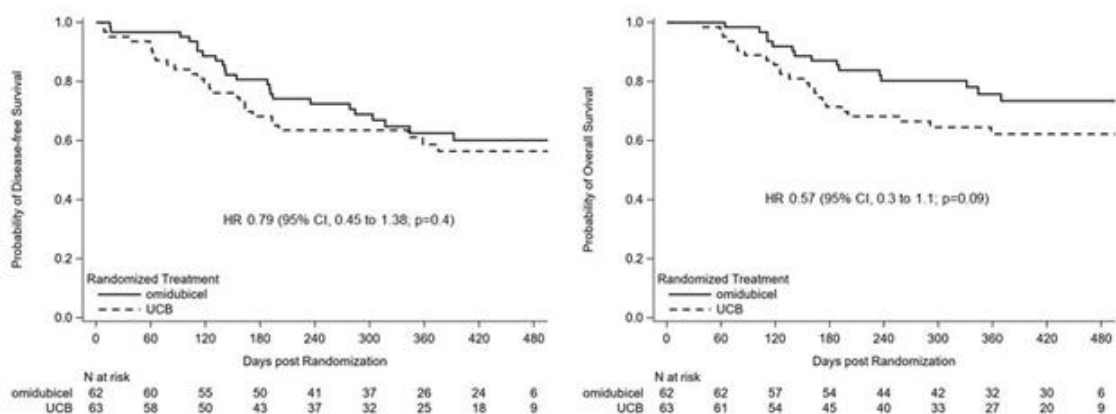 Probability of Disease-free Survival
1.0
0.8
0.6
0.4
0.2
0.0
HR 0.79 (95% CI, 0.45 to 1.38; p=0.4)
Randomized Treatment
omidubicel
UCB
0 60 120 180 240 300 360 420 480
Days post Randomization
N at risk
omidubicel 62 60 55 50 41 37 26 24 6
UCB 63 58 50 43 37 32 25 18 9
Probability of Overall Survival
1.0
0.8
0.6
0.4
0.2
0.0
HR 0.57 (95% CI, 0.3 to 1.1; p=0.09)
Randomized Treatment
omidubicel
UCB
0 60 120 180 240 300 360 420 480
Days post Randomization
N at risk
omidubicel 62 62 57 54 44 42 32 30 6
UCB 63 61 54 45 40 33 27 20 9